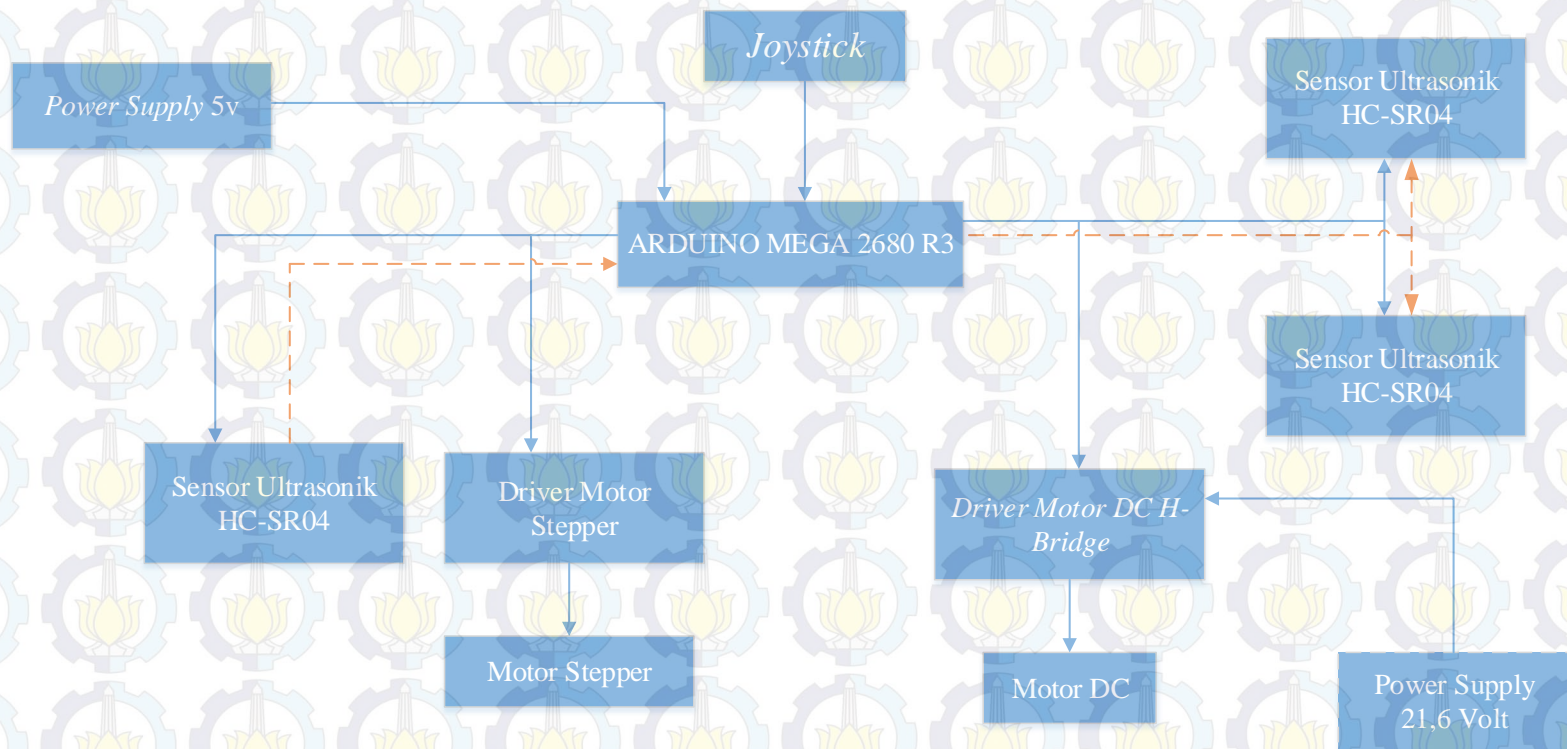 Joystick
Power Supply 5v
Sensor Ultrasonik
HC-SR04
ARDUINO MEGA 2680 R3
Sensor Ultrasonik
HC-SR04
Sensor Ultrasonik
HC-SR04
Driver Motor
Stepper
Driver Motor DC H-
Bridge
Motor Stepper
Motor DC
Power Supply
21,6 Volt